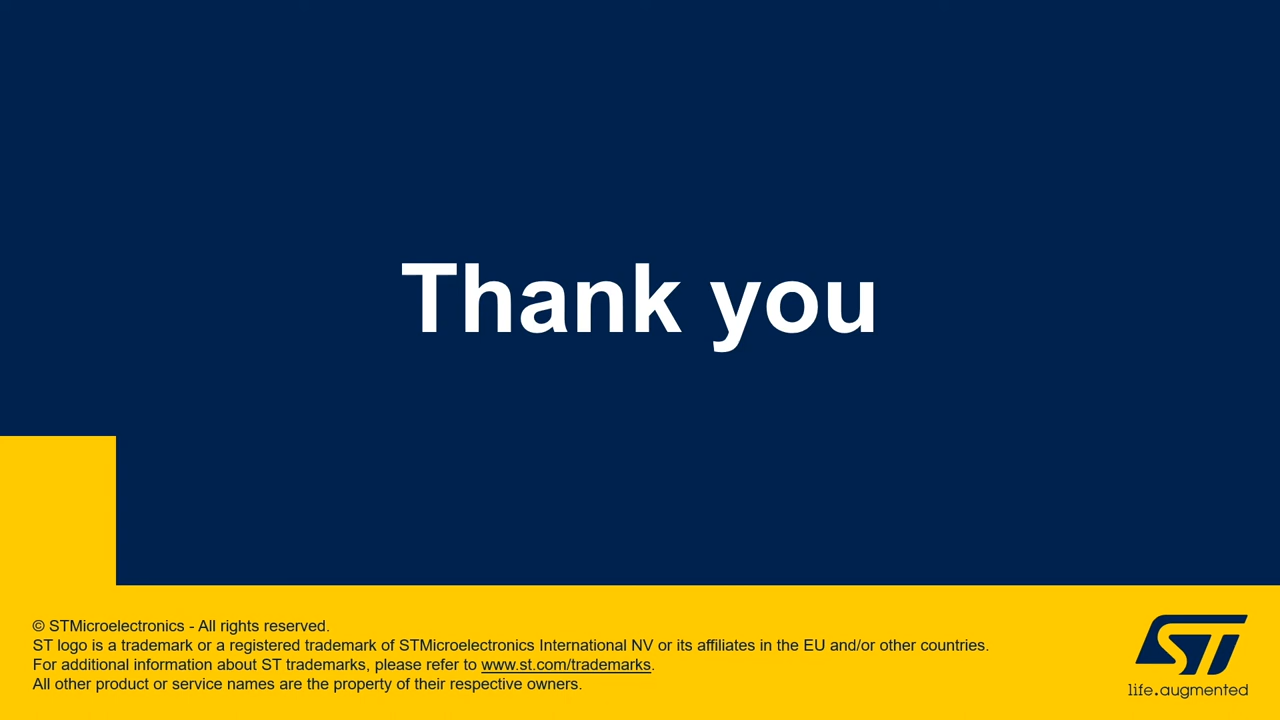 Thank you
© STMicroelectronics - All rights reserved.
ST logo is a trademark or a registered trademark of STMicroelectronics International NV or its affiliates in the EU and/or other countries.
For additional information about ST trademarks, please refer to www.st.com/trademarks.
All other product or service names are the property of their respective owners.
ST
life.augmented